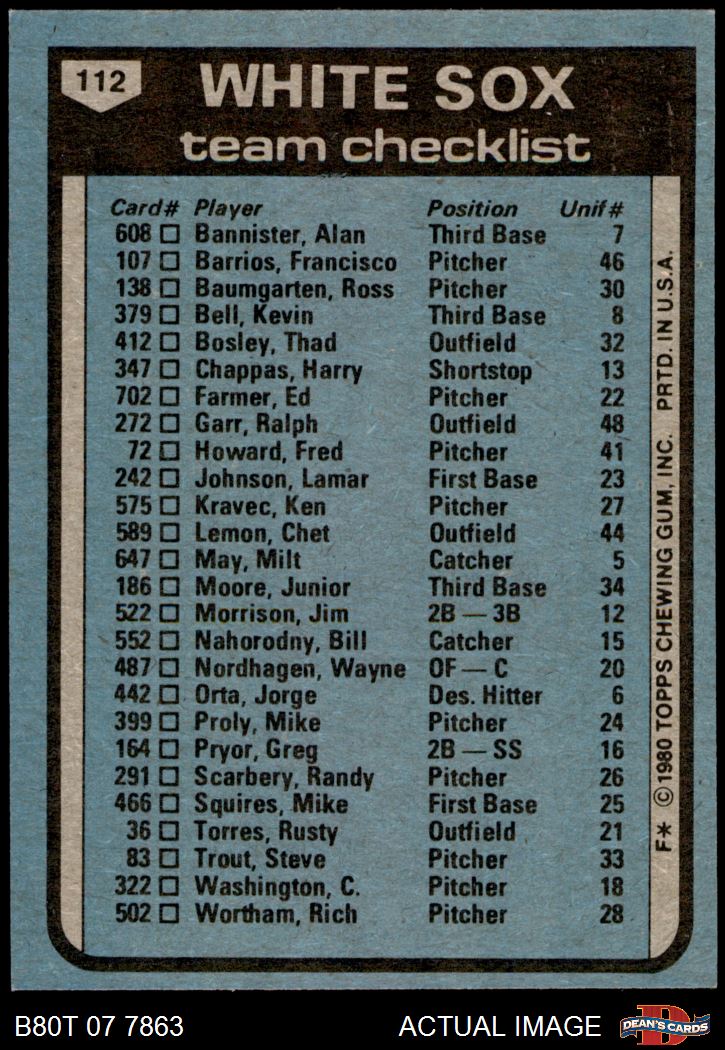 112
WHITE SOX
team checklist
Card# Player Position Unif #
608 Bannister, Alan Third Base 7
107 Barrios, Francisco Pitcher 46
138 Baumgarten, Ross Pitcher 30
379 Bell, Kevin Third Base 8
412 Bosley, Thad Outfield 32
347 Chappas, Harry Shortstop 13
702 Farmer, Ed Pitcher 22
272 Garr, Ralph Outfield 48
72 Howard, Fred Pitcher 41
242 Johnson, Lamar First Base 23
575 Kravec, Ken Pitcher 27
589 Lemon, Chet Outfield 44
647 May, Milt Catcher 5
186 Moore, Junior Third Base 34
522 Morrison, Jim 2B — 3B 12
552 Nahorodny, Bill Catcher 15
487 Nordhagen, Wayne OF — C 20
442 Orta, Jorge Des. Hitter 6
399 Proly, Mike Pitcher 24
164 Pryor, Greg 2B — SS 16
291 Scarbery, Randy Pitcher 26
466 Squires, Mike First Base 25
36 Torres, Rusty Outfield 21
83 Trout, Steve Pitcher 33
322 Washington, C. Pitcher 18
502 Wortham, Rich Pitcher 28
F* © 1980 TOPPS CHEWING GUM, INC. PRTD. IN U.S.A.
B80T 07 7863 ACTUAL IMAGE
D
DEAN'S CARDS